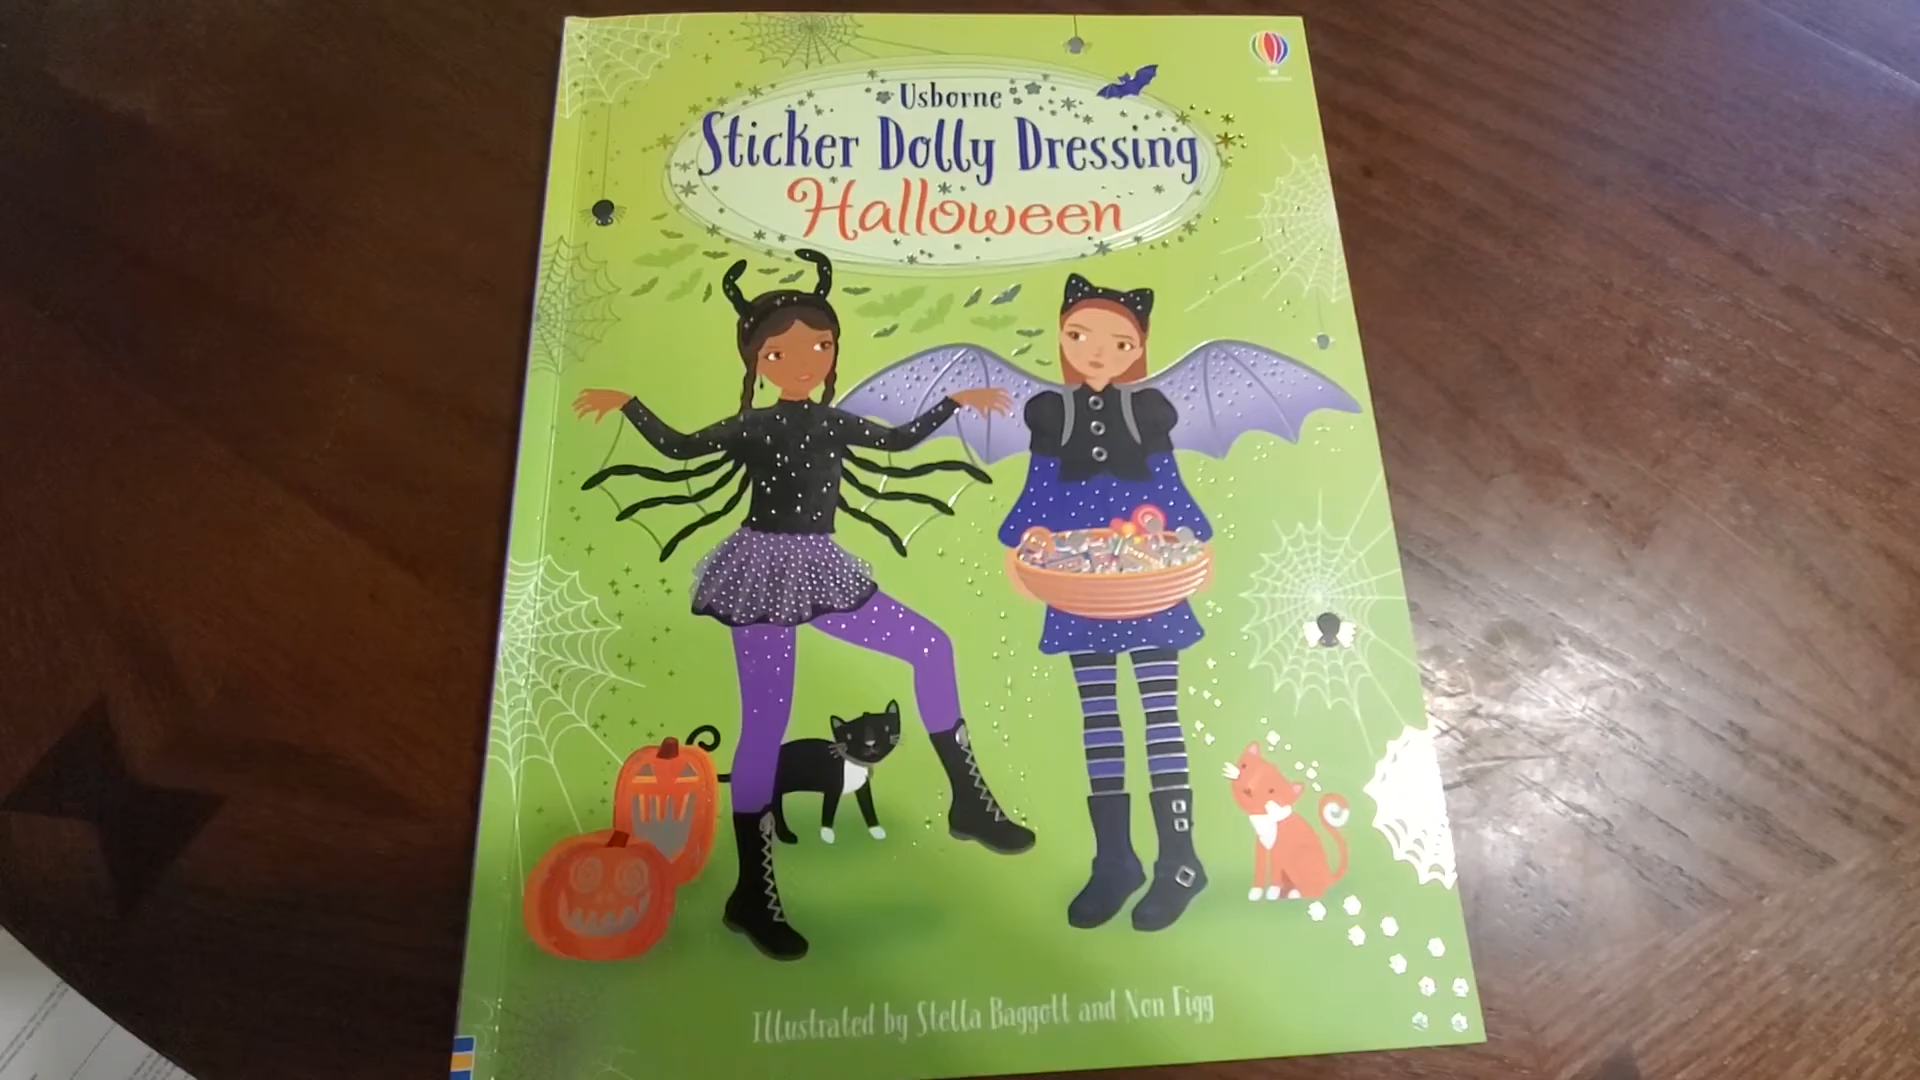 Usborne
Sticker Dolly Dressing
Halloween
Illustrated by Stella Baggott and Non Figg